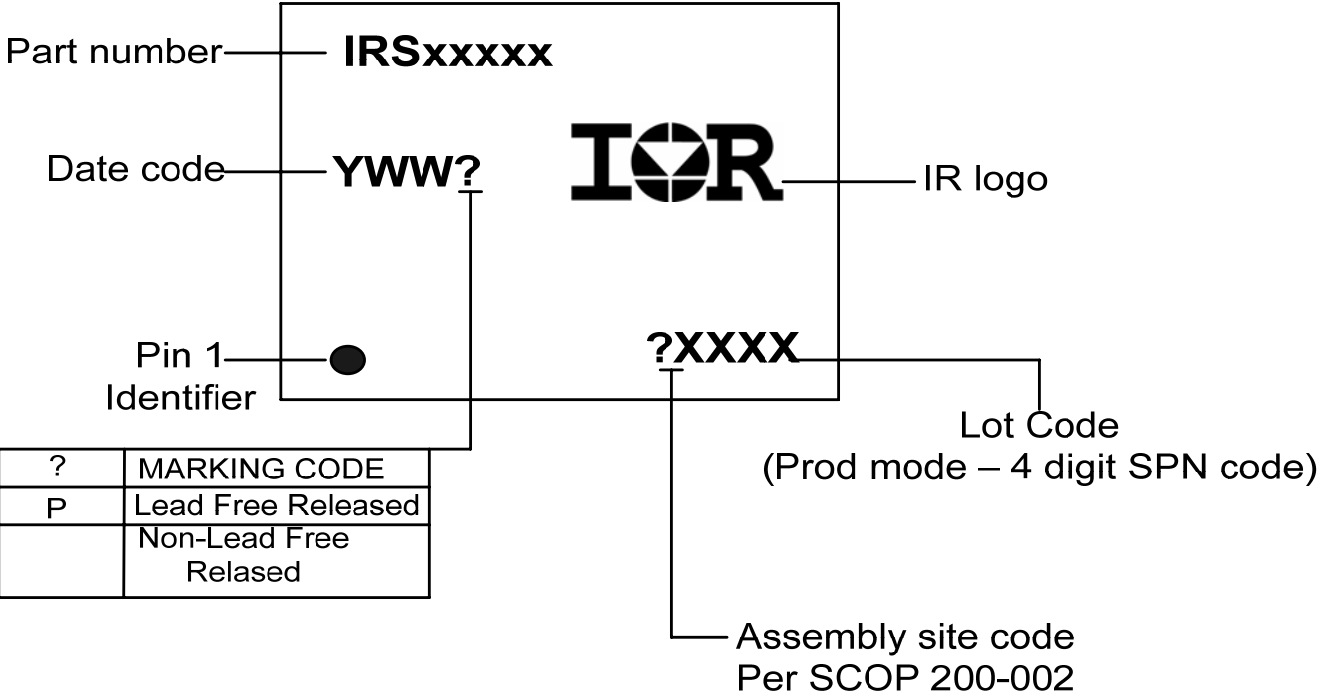 Part number
IRSxxxxx
IOR
Date code
YWW?
IR logo
Pin 1
Identifier
?XXXX
Lot Code
(Prod mode – 4 digit SPN code)
? MARKING CODE
P Lead Free Released
Non-Lead Free
Relased
Assembly site code
Per SCOP 200-002